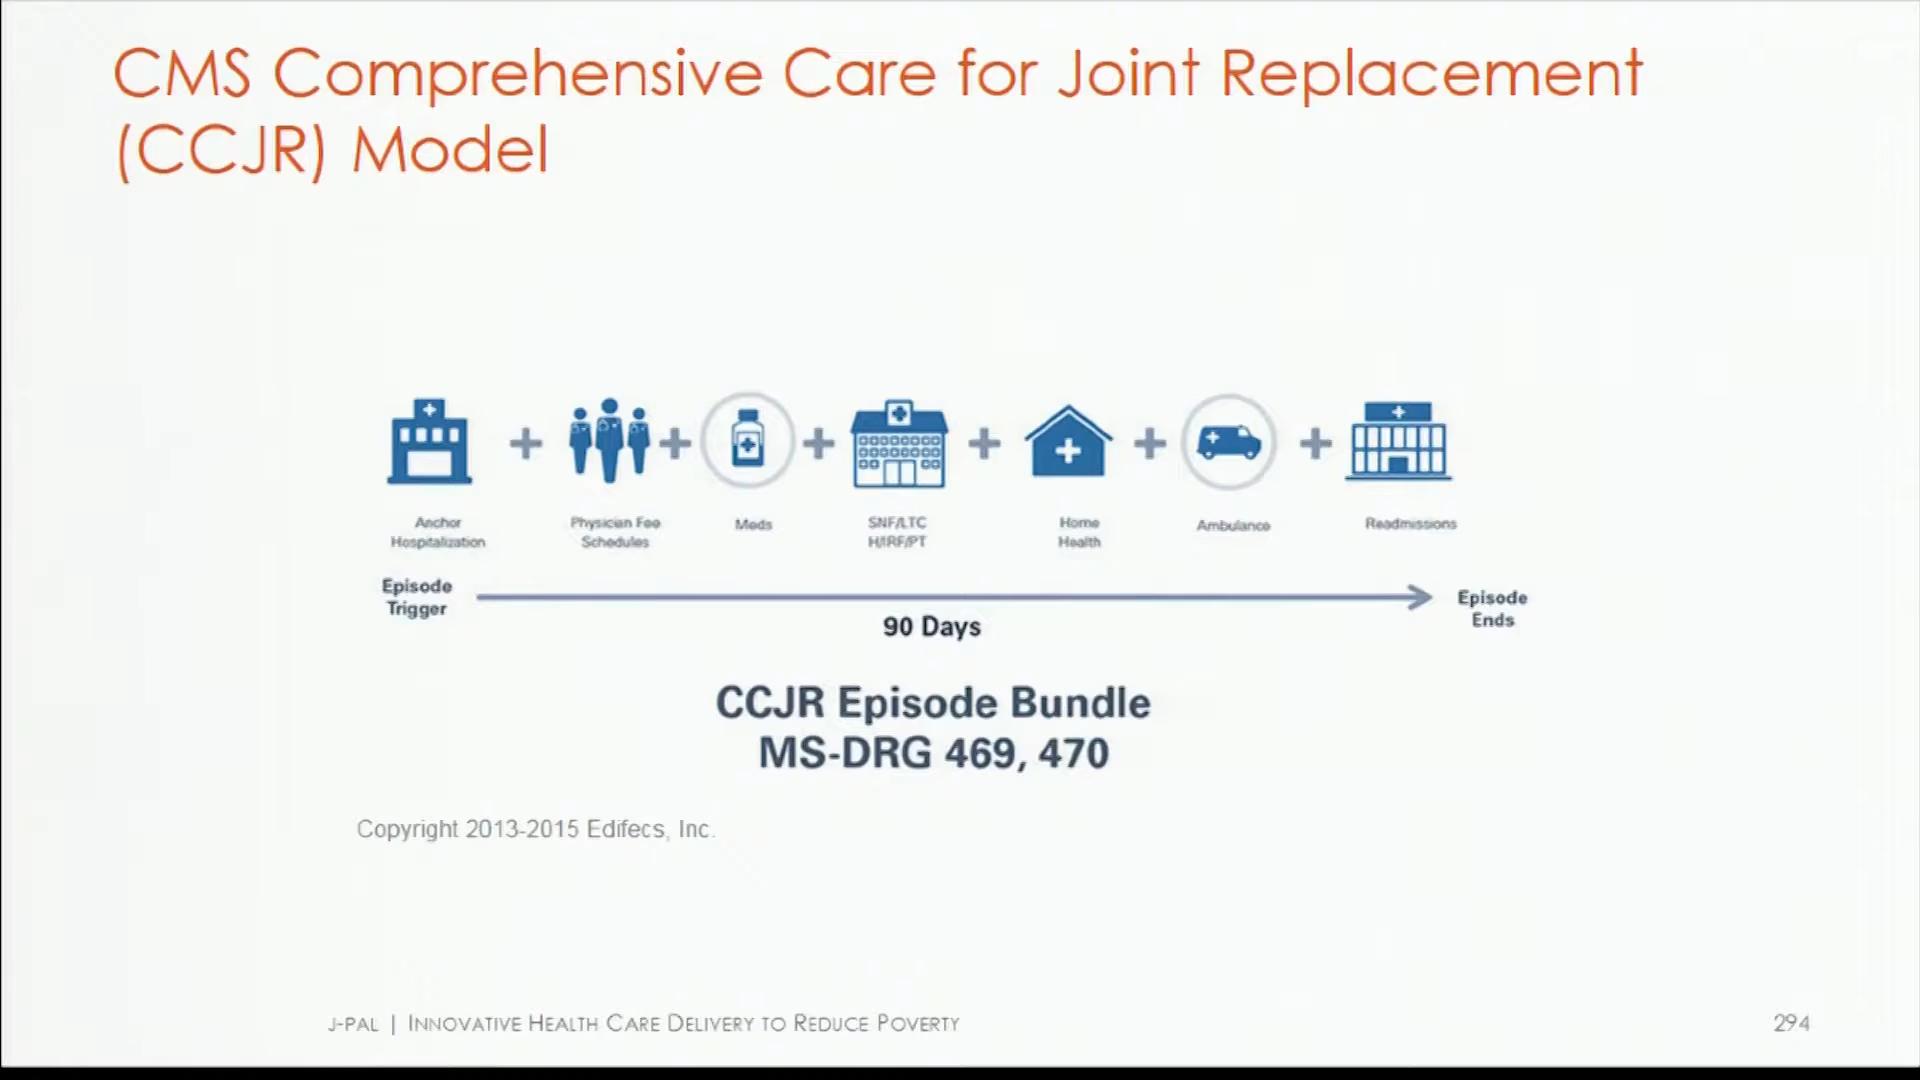 CMS Comprehensive Care for Joint Replacement
(CCJR) Model
Anchor
Hospitalization
Physician Fee
Schedules
Meds
SNF/LTC
H/IRF/PT
Home
Health
Ambulance
Readmissions
Episode
Trigger
90 Days
Episode
Ends
CCJR Episode Bundle
MS-DRG 469, 470
Copyright 2013-2015 Edifecs, Inc.
J-PAL | INNOVATIVE HEALTH CARE DELIVERY TO REDUCE POVERTY
294